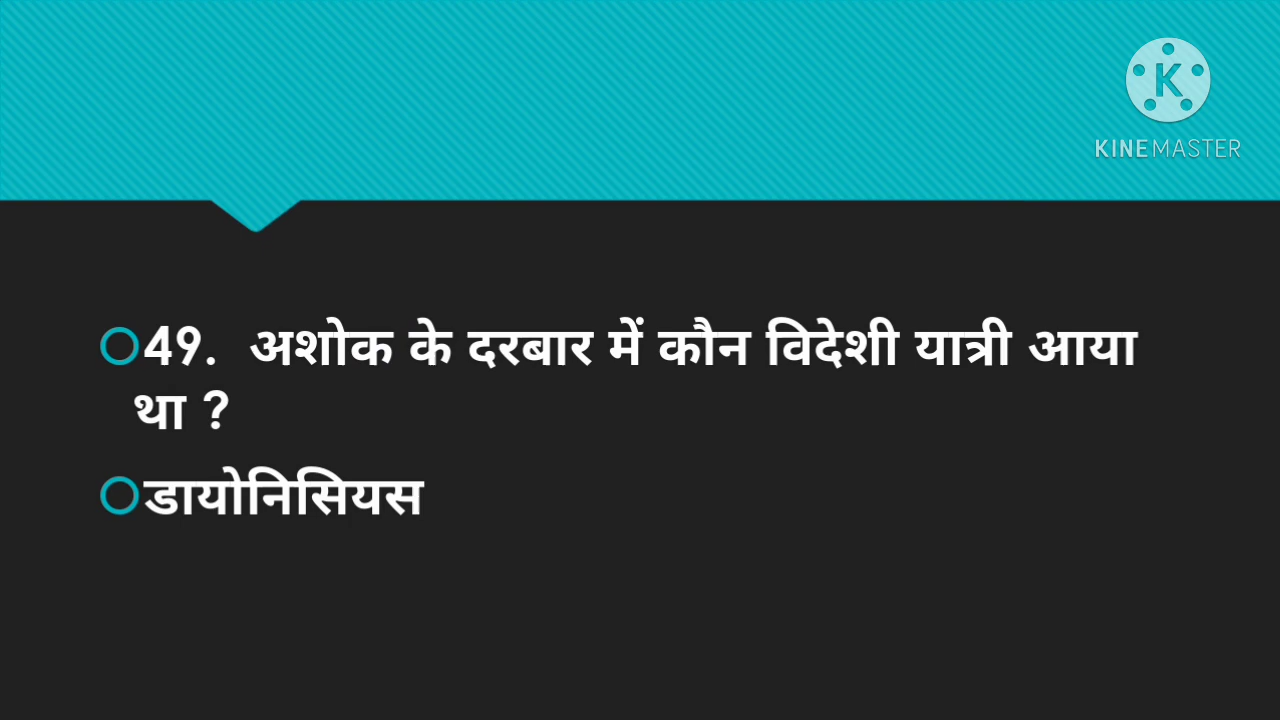 KINEMASTER
49. अशोक के दरबार में कौन विदेशी यात्री आया
था ?
डायोनिसियस